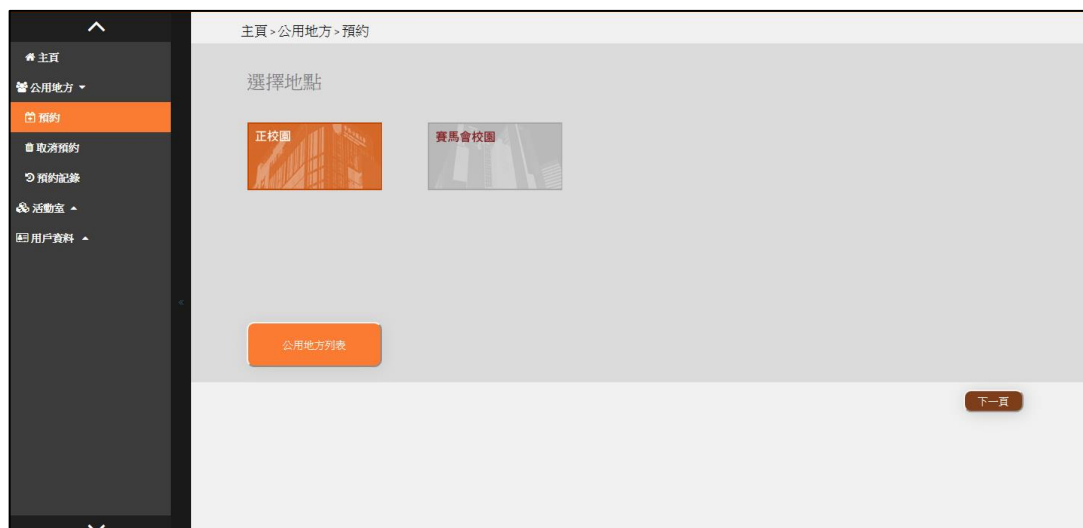 主頁
公用地方
預約
取消預約
預約記錄
活動室
用戶資料
<
主頁>公用地方>預約
選擇地點
正校園
賽馬會校園
公用地方列表
下一頁